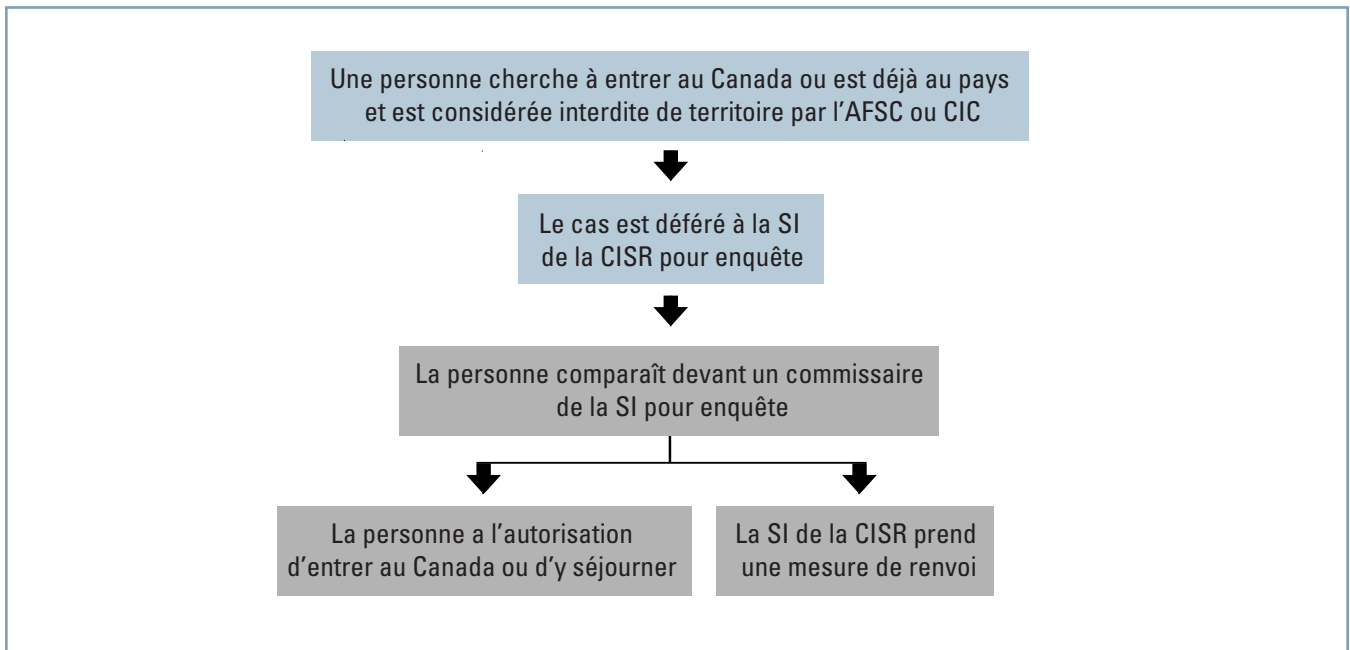 Une personne cherche à entrer au Canada ou est déjà au pays
et est considérée interdite de territoire par l'AFSC ou CIC
Le cas est déféré à la SI
de la CISR pour enquête
La personne comparaît devant un commissaire
de la SI pour enquête
La personne a l'autorisation
d'entrer au Canada ou d'y séjourner
La SI de la CISR prend
une mesure de renvoi